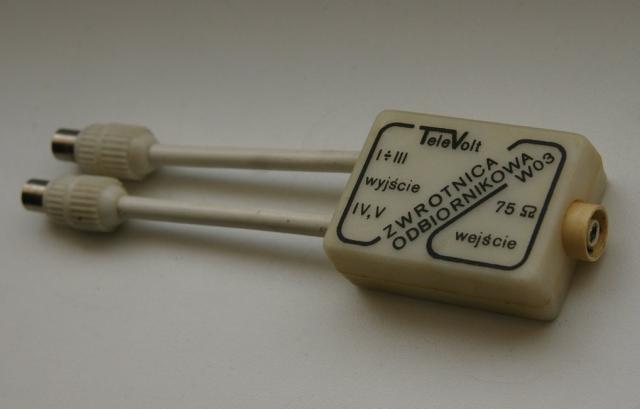 TeleVolt
I ÷ III
wyjście
IV, V
ZWROTNICA
ODBIORNIKOWA
W03
75 Ω
wejście